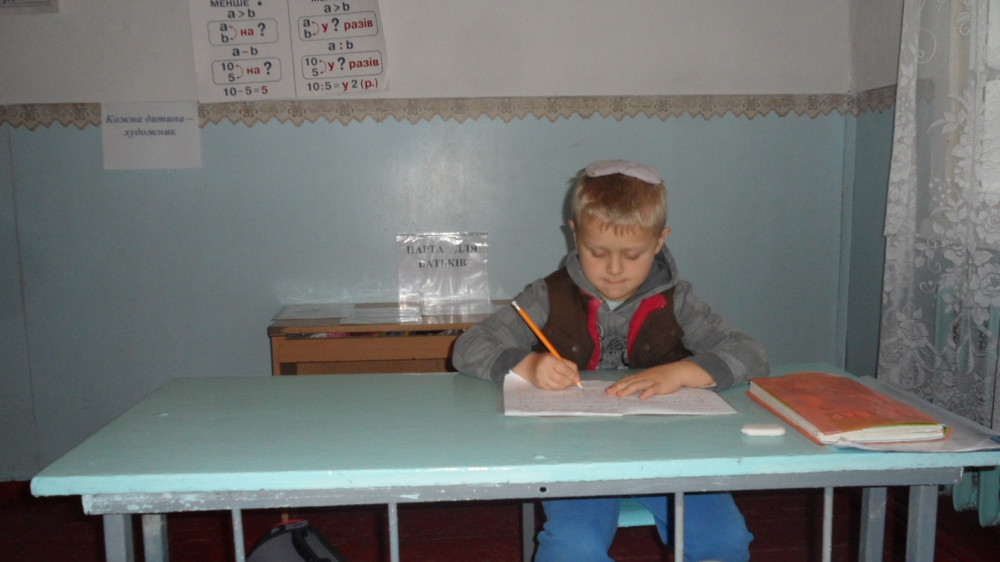 МЕНШЕ ?
a > b
a
b на ?
a – b
10
5 на ?
10 – 5 = 5
a > b
a
b у ? разів
a : b
10
5 у ? разів
10 : 5 = у 2 (р.)
Кожна дитина –
художник
ПАРТА ДЛЯ
БАТЬКІВ